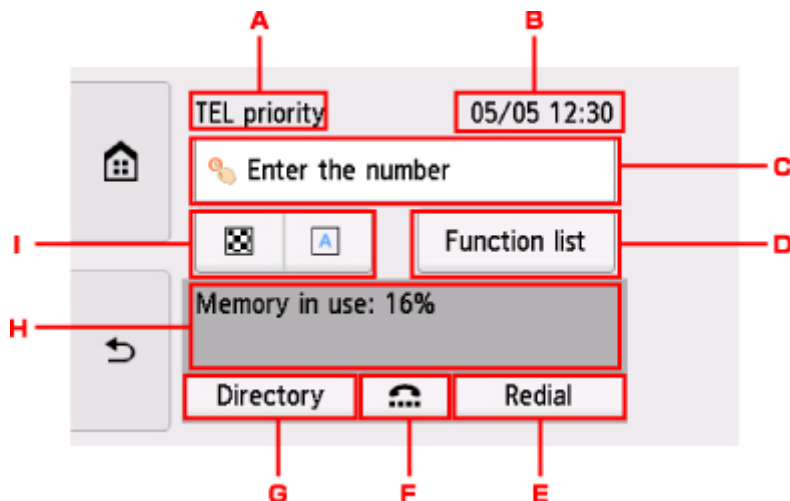 A B
TEL priority 05/05 12:30
Enter the number C
I A Function list D
Memory in use: 16%
H
Directory Redial
G F E